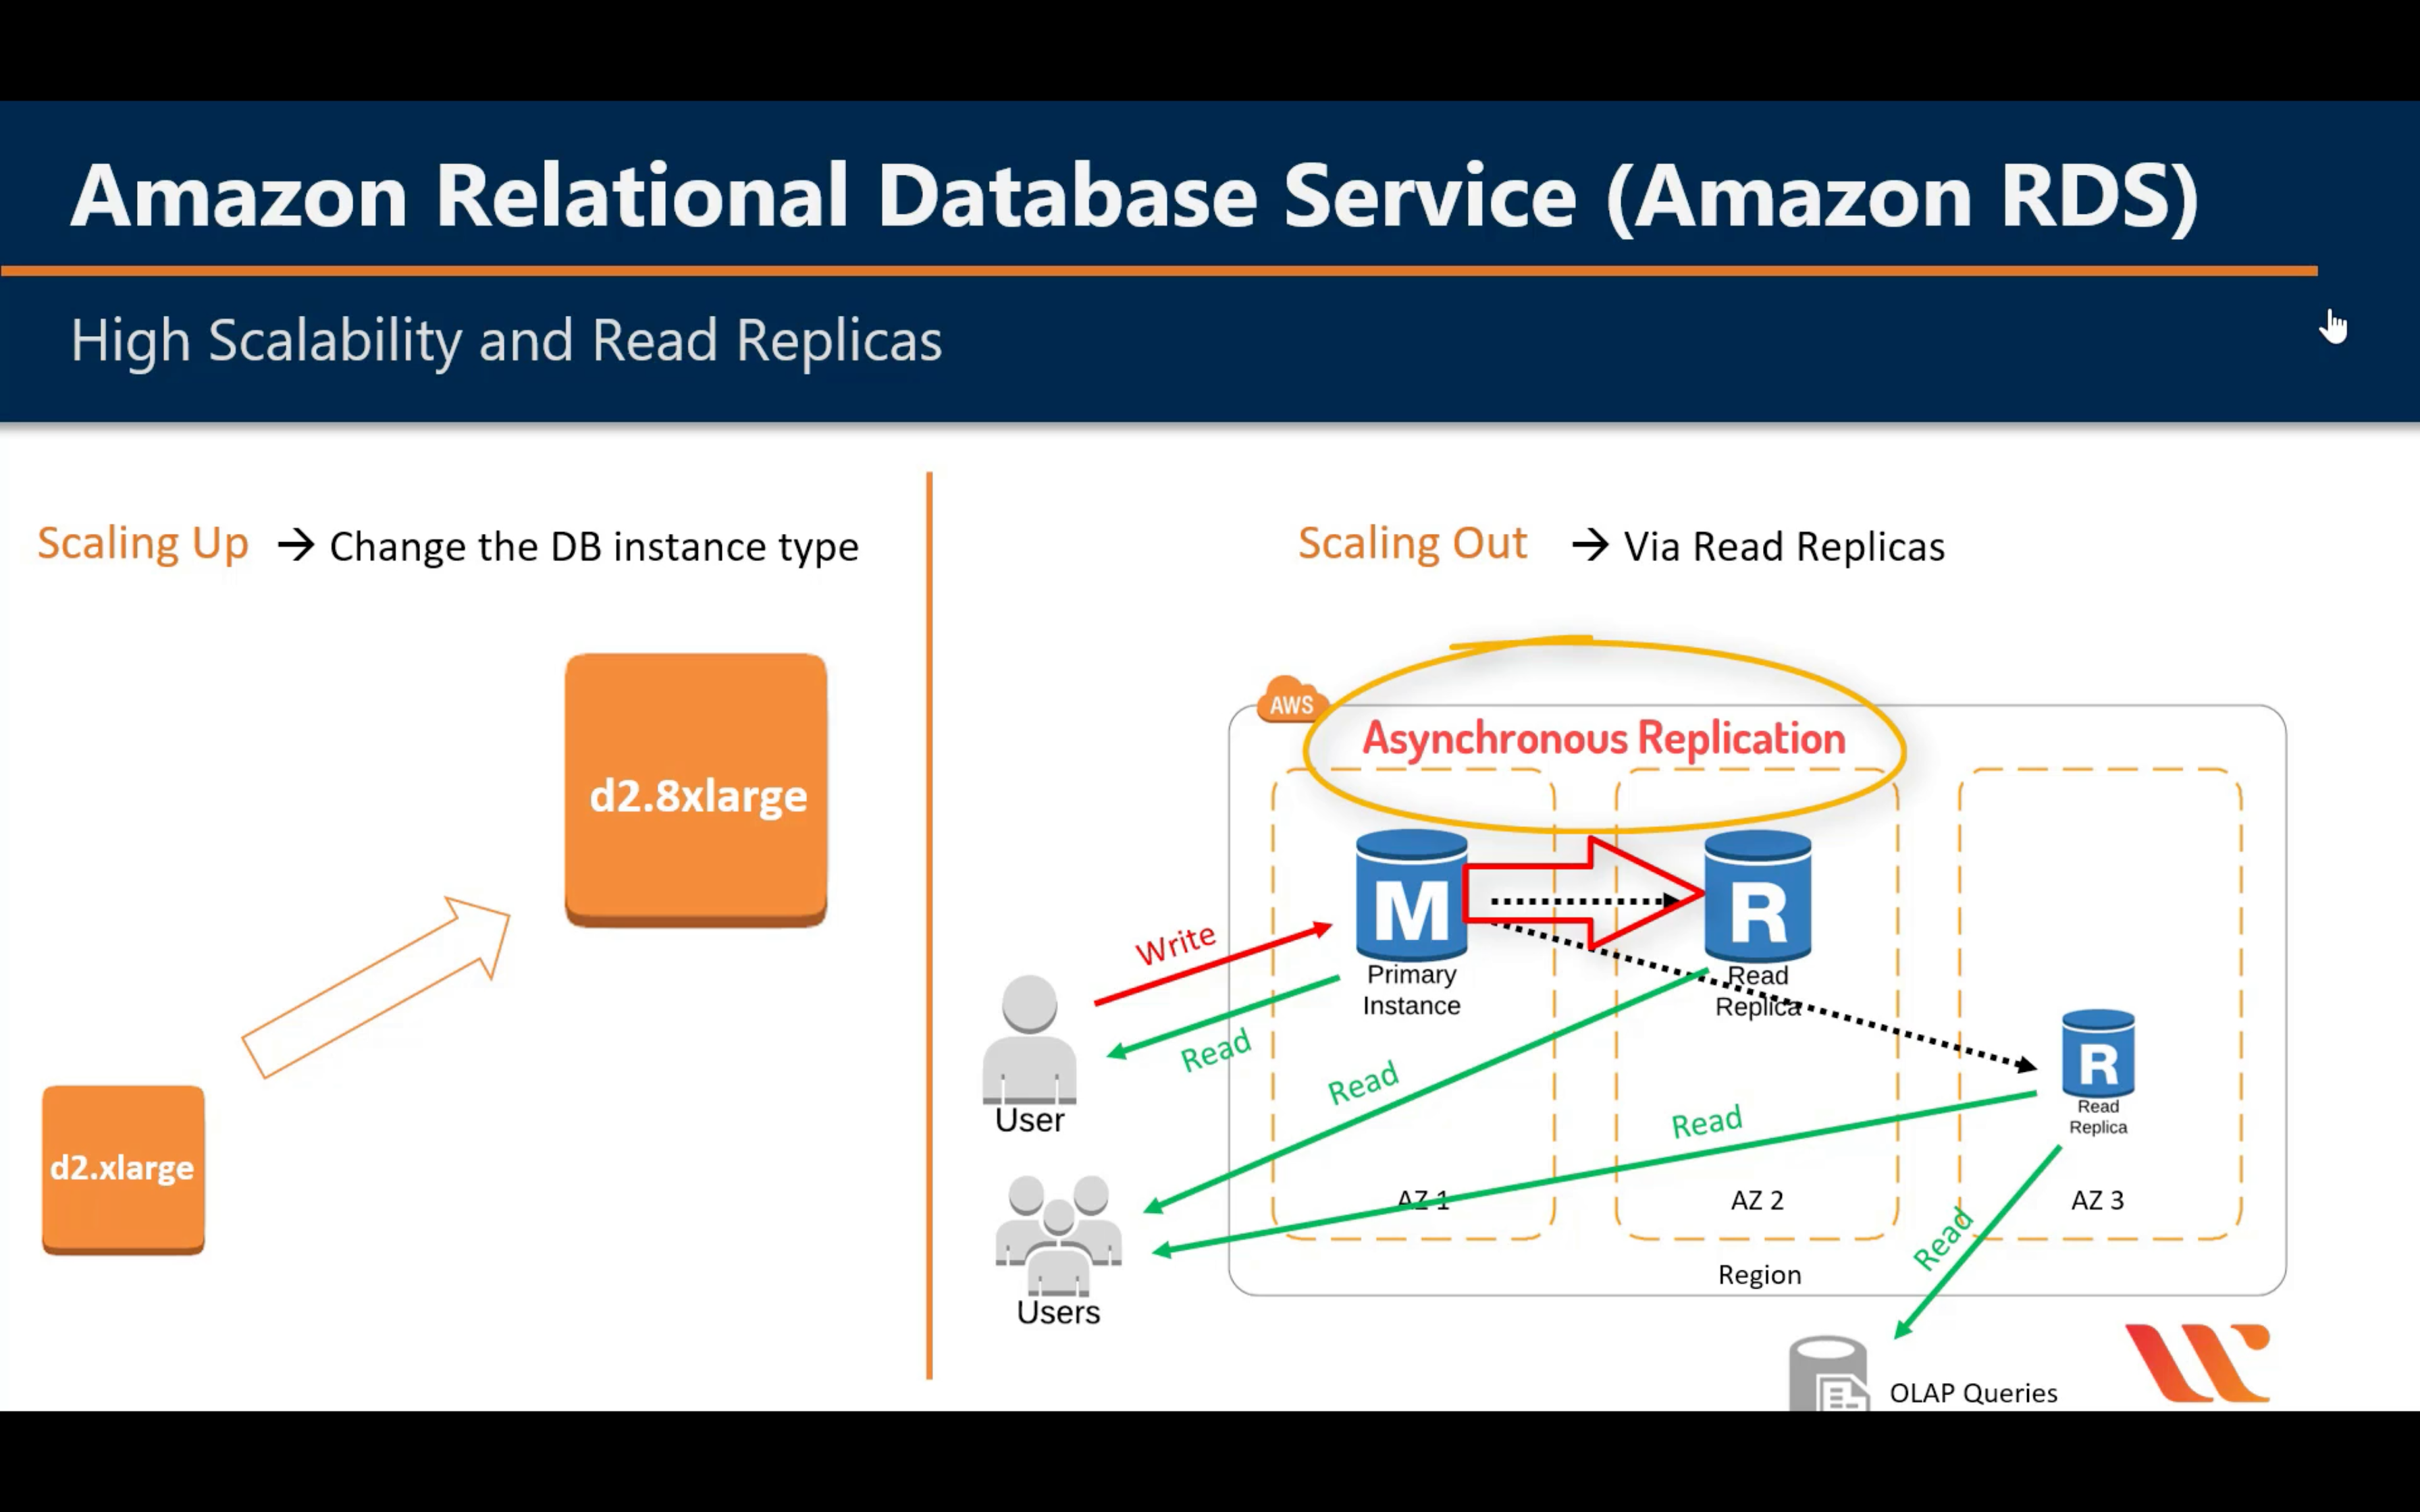 Amazon Relational Database Service (Amazon RDS)
High Scalability and Read Replicas
Scaling Up → Change the DB instance type
d2.8xlarge
d2.xlarge
Scaling Out → Via Read Replicas
AWS
Asynchronous Replication
M
R
Primary
Instance
Read
Replica
Write
Read
User
Read
Read
R
Read
Replica
Users
AZ 1
AZ 2
AZ 3
Read
Region
OLAP Queries